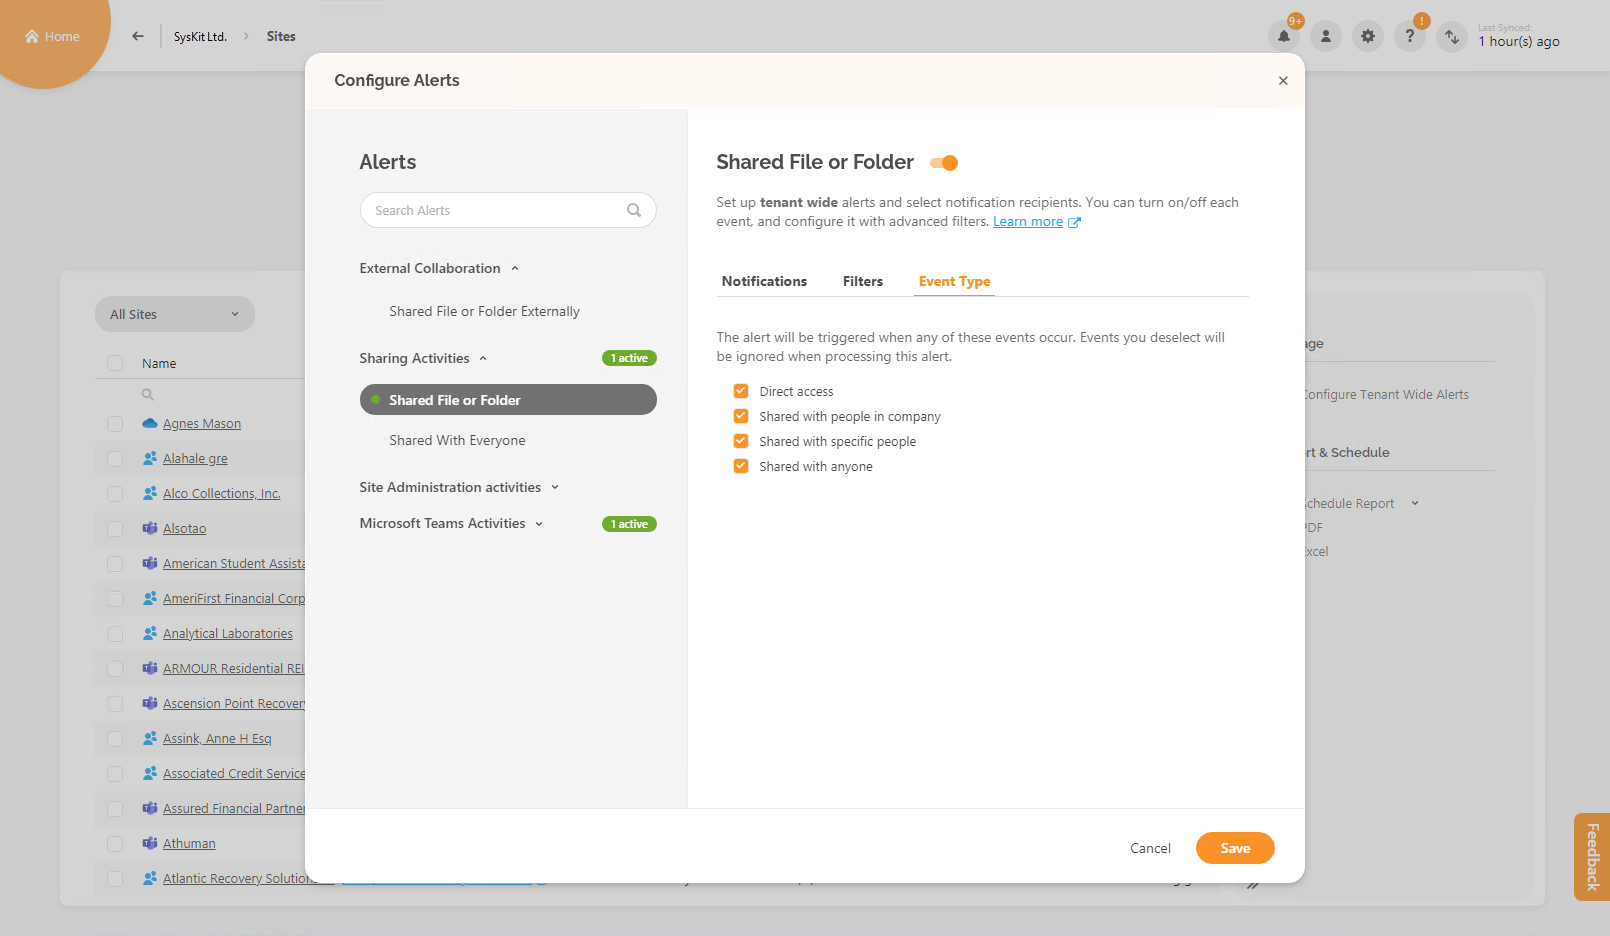 Home
SysKit Ltd.
Sites
9+
!
?
Last Synced:
1 hour(s) ago
Configure Alerts
Alerts
Search Alerts
External Collaboration
Shared File or Folder Externally
Sharing Activities
1 active
Shared File or Folder
Shared With Everyone
Site Administration activities
Microsoft Teams Activities
1 active
Shared File or Folder
Set up tenant wide alerts and select notification recipients. You can turn on/off each
event, and configure it with advanced filters. Learn more
Notifications
Filters
Event Type
The alert will be triggered when any of these events occur. Events you deselect will
be ignored when processing this alert.
Direct access
Shared with people in company
Shared with specific people
Shared with anyone
Cancel
Save
All Sites
Name
Agnes Mason
Alahale gre
Alco Collections, Inc.
Alsotao
American Student Assista
AmeriFirst Financial Corp
Analytical Laboratories
ARMOUR Residential REI
Ascension Point Recovery
Assink, Anne H Esq
Associated Credit Service
Assured Financial Partner
Athuman
Atlantic Recovery Solution
age
onfigure Tenant Wide Alerts
rt & Schedule
chedule Report
PDF
xcel
Feedback